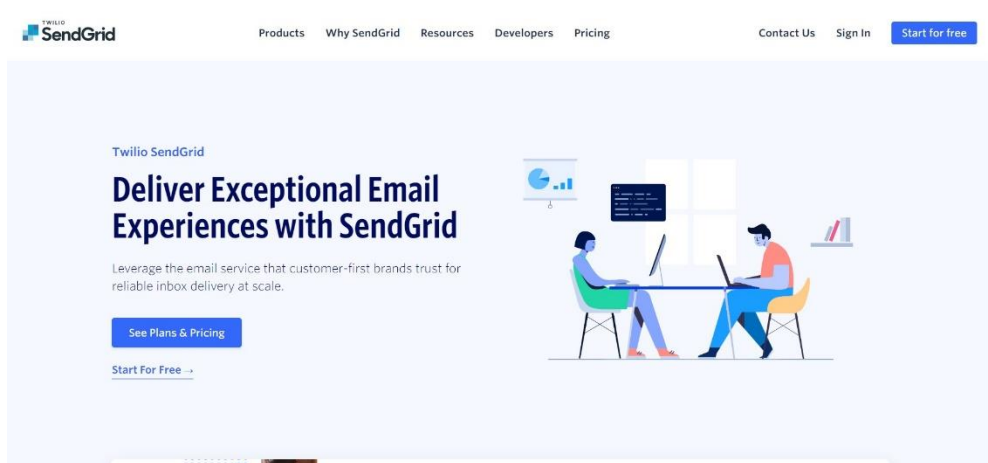 TWILIO
SendGrid
Products
Why SendGrid
Resources
Developers
Pricing
Contact Us
Sign In
Start for free
Twilio SendGrid
Deliver Exceptional Email
Experiences with SendGrid
Leverage the email service that customer-first brands trust for
reliable inbox delivery at scale.
See Plans & Pricing
Start For Free →